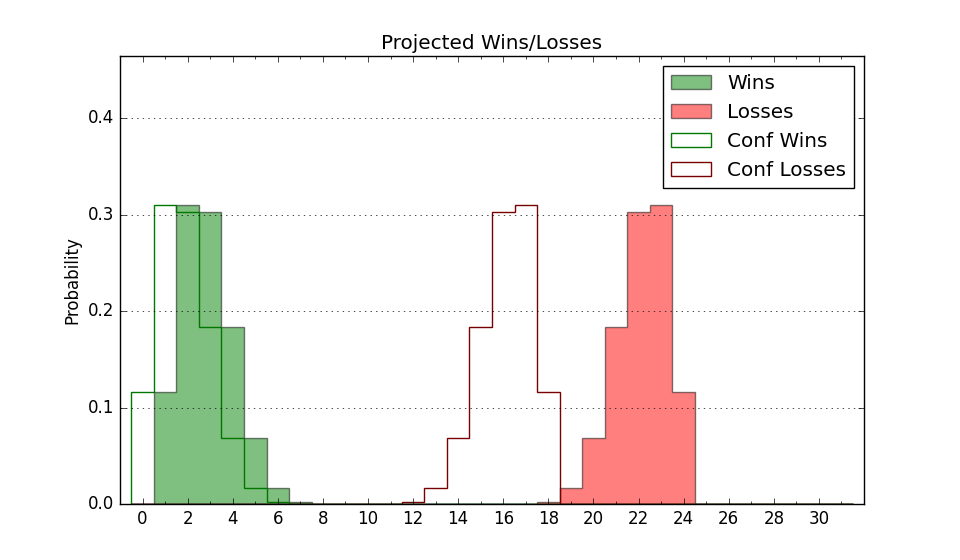 Projected Wins/Losses
Wins
Losses
Conf Wins
Conf Losses
Probability
0.4
0.3
0.2
0.1
0.0
0 2 4 6 8 10 12 14 16 18 20 22 24 26 28 30